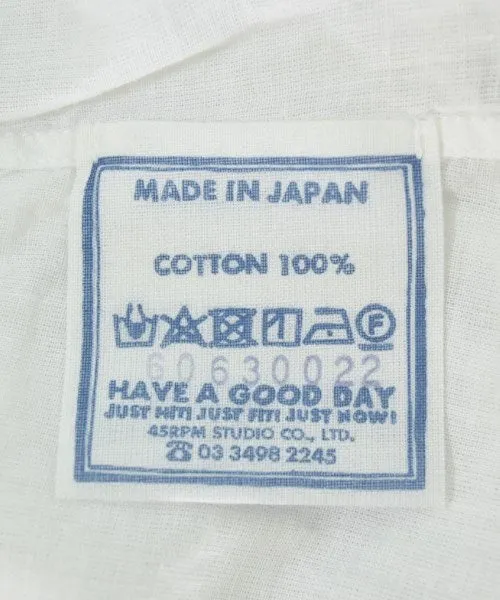 MADE IN JAPAN
COTTON 100%
60630022
HAVE A GOOD DAY
JUST HIT! JUST FIT! JUST NOW!
45RPM STUDIO CO., LTD.
☎ 03 3498 2245